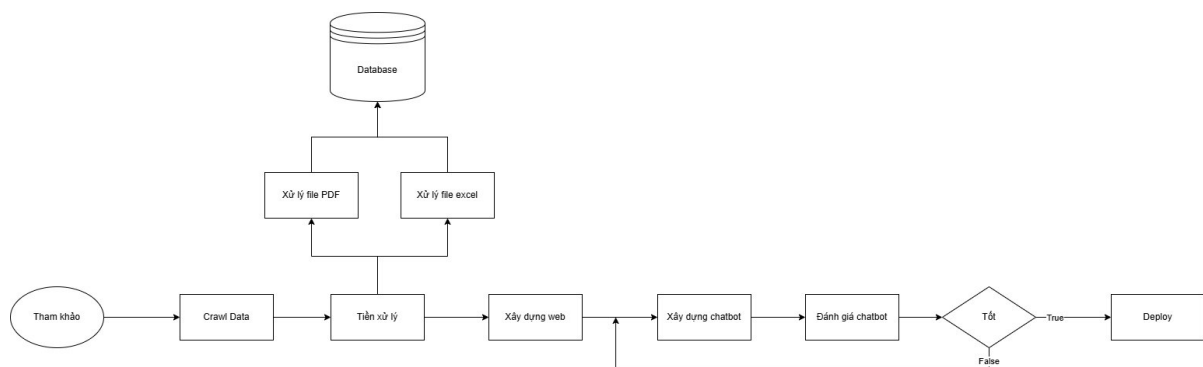 Database
Xử lý file PDF
Xử lý file excel
Tham khảo
Crawl Data
Tiền xử lý
Xây dựng web
Xây dựng chatbot
Đánh giá chatbot
Tốt
True
Deploy
False